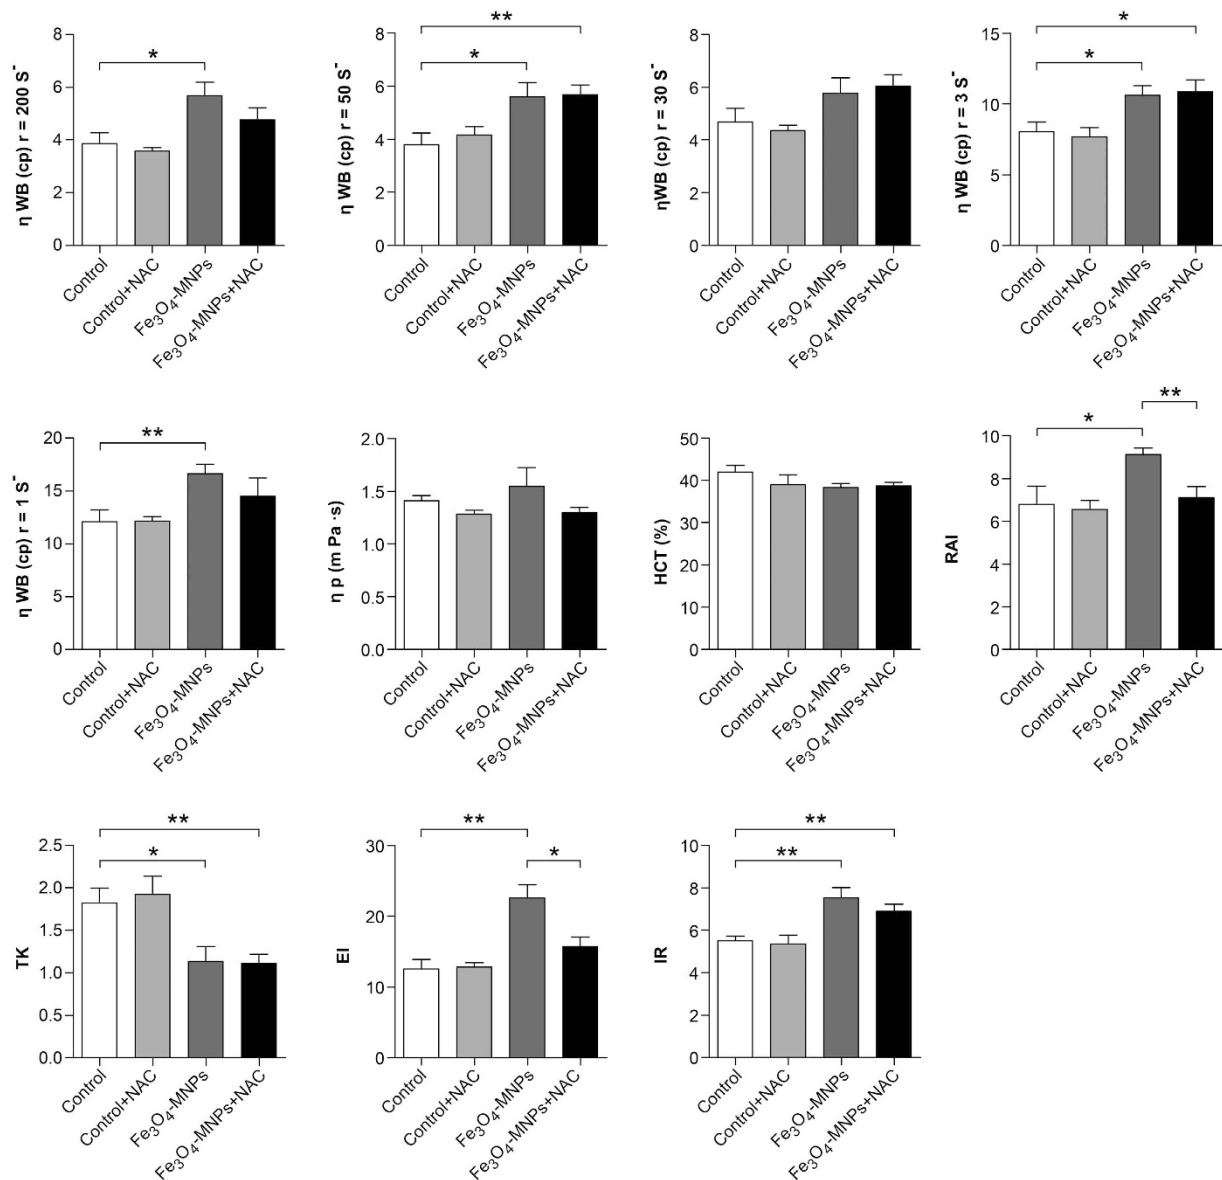 η WB (cp) r = 200 S⁻
8
6
4
2
0
*
Control
Control+NAC
Fe₃O₄-MNPs
Fe₃O₄-MNPs+NAC
η WB (cp) r = 50 S⁻
8
6
4
2
0
**
*
Control
Control+NAC
Fe₃O₄-MNPs
Fe₃O₄-MNPs+NAC
ηWB (cp) r = 30 S⁻
8
6
4
2
0
Control
Control+NAC
Fe₃O₄-MNPs
Fe₃O₄-MNPs+NAC
η WB (cp) r = 3 S⁻
15
10
5
0
*
*
Control
Control+NAC
Fe₃O₄-MNPs
Fe₃O₄-MNPs+NAC
η WB (cp) r = 1 S⁻
20
15
10
5
0
**
Control
Control+NAC
Fe₃O₄-MNPs
Fe₃O₄-MNPs+NAC
η p (m Pa ·s)
2.0
1.5
1.0
0.5
0.0
Control
Control+NAC
Fe₃O₄-MNPs
Fe₃O₄-MNPs+NAC
HCT (%)
50
40
30
20
10
0
Control
Control+NAC
Fe₃O₄-MNPs
Fe₃O₄-MNPs+NAC
RAI
10
8
6
4
2
0
**
*
Control
Control+NAC
Fe₃O₄-MNPs
Fe₃O₄-MNPs+NAC
TK
2.5
2.0
1.5
1.0
0.5
0.0
**
*
Control
Control+NAC
Fe₃O₄-MNPs
Fe₃O₄-MNPs+NAC
EI
30
20
10
0
**
*
Control
Control+NAC
Fe₃O₄-MNPs
Fe₃O₄-MNPs+NAC
IR
10
8
6
4
2
0
**
**
Control
Control+NAC
Fe₃O₄-MNPs
Fe₃O₄-MNPs+NAC